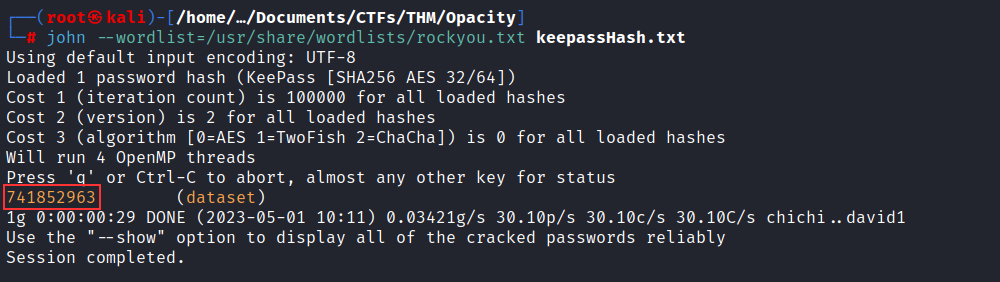 ┌──(root㉿kali)-[/home/…/Documents/CTFs/THM/Opacity]
└─# john --wordlist=/usr/share/wordlists/rockyou.txt keepassHash.txt
Using default input encoding: UTF-8
Loaded 1 password hash (KeePass [SHA256 AES 32/64])
Cost 1 (iteration count) is 100000 for all loaded hashes
Cost 2 (version) is 2 for all loaded hashes
Cost 3 (algorithm [0=AES 1=TwoFish 2=ChaCha]) is 0 for all loaded hashes
Will run 4 OpenMP threads
Press 'q' or Ctrl-C to abort, almost any other key for status
741852963        (dataset)
1g 0:00:00:29 DONE (2023-05-01 10:11) 0.03421g/s 30.10p/s 30.10c/s 30.10C/s chichi..david1
Use the "--show" option to display all of the cracked passwords reliably
Session completed.